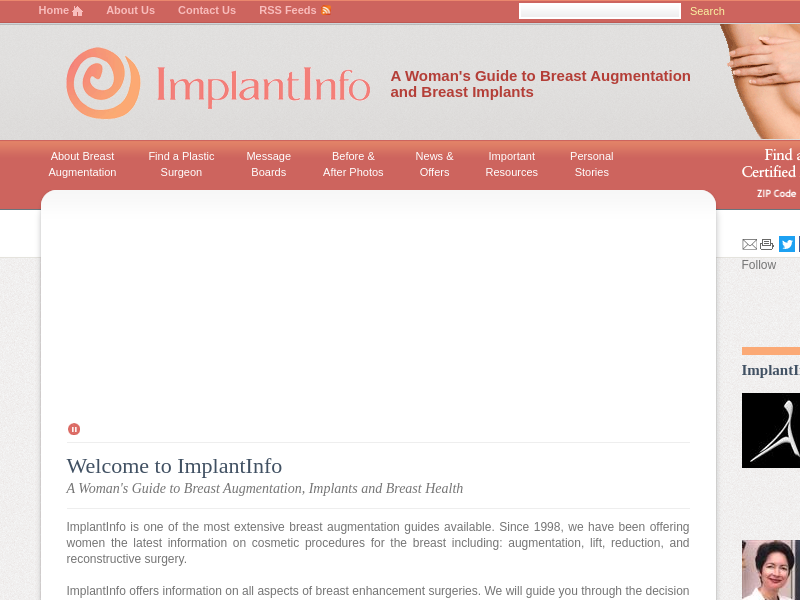 Home About Us Contact Us RSS Feeds Search
ImplantInfo
A Woman's Guide to Breast Augmentation
and Breast Implants
About Breast Augmentation
Find a Plastic Surgeon
Message Boards
Before & After Photos
News & Offers
Important Resources
Personal Stories
Find a
Certified
ZIP Code
Follow
Welcome to ImplantInfo
A Woman's Guide to Breast Augmentation, Implants and Breast Health
ImplantInfo is one of the most extensive breast augmentation guides available. Since 1998, we have been offering
women the latest information on cosmetic procedures for the breast including: augmentation, lift, reduction, and
reconstructive surgery.
ImplantInfo offers information on all aspects of breast enhancement surgeries. We will guide you through the decision